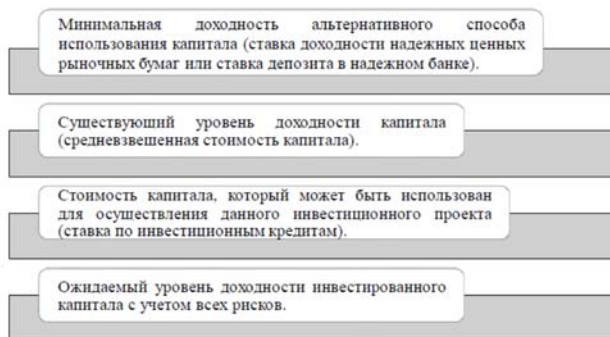 Минимальная доходность альтернативного способа
использования капитала (ставка доходности надежных ценных
рыночных бумаг или ставка депозита в надежном банке).
Существующий уровень доходности капитала
(средневзвешенная стоимость капитала).
Стоимость капитала, который может быть использован
для осуществления данного инвестиционного проекта
(ставка по инвестиционным кредитам).
Ожидаемый уровень доходности инвестированного
капитала с учетом всех рисков.